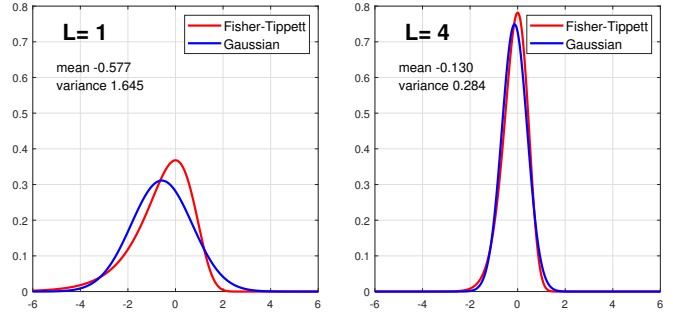 L= 1
Fisher-Tippett
Gaussian
mean -0.577
variance 1.645
0.8
0.7
0.6
0.5
0.4
0.3
0.2
0.1
0
-6 -4 -2 0 2 4 6
L= 4
Fisher-Tippett
Gaussian
mean -0.130
variance 0.284
0.8
0.7
0.6
0.5
0.4
0.3
0.2
0.1
0
-6 -4 -2 0 2 4 6